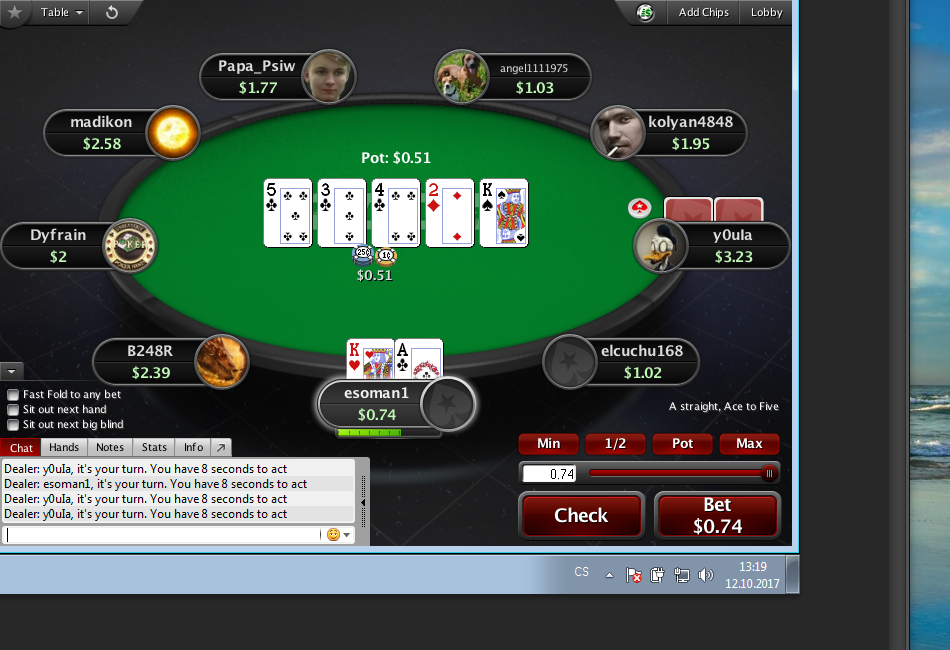 Table
Add Chips
Lobby
Papa_Psiw
$1.77
angel1111975
$1.03
madikon
$2.58
kolyan4848
$1.95
Pot: $0.51
5
3
4
2
K
Dyfrain
$2
y0ula
$3.23
25¢
1¢
$0.51
K
A
B248R
$2.39
elcuchu168
$1.02
esoman1
$0.74
Fast Fold to any bet
Sit out next hand
Sit out next big blind
A straight, Ace to Five
Chat
Hands
Notes
Stats
Info
Dealer: y0ula, it's your turn. You have 8 seconds to act
Dealer: esoman1, it's your turn. You have 8 seconds to act
Dealer: y0ula, it's your turn. You have 8 seconds to act
Dealer: y0ula, it's your turn. You have 8 seconds to act
Min
1/2
Pot
Max
0.74
Check
Bet
$0.74
CS
13:19
12.10.2017